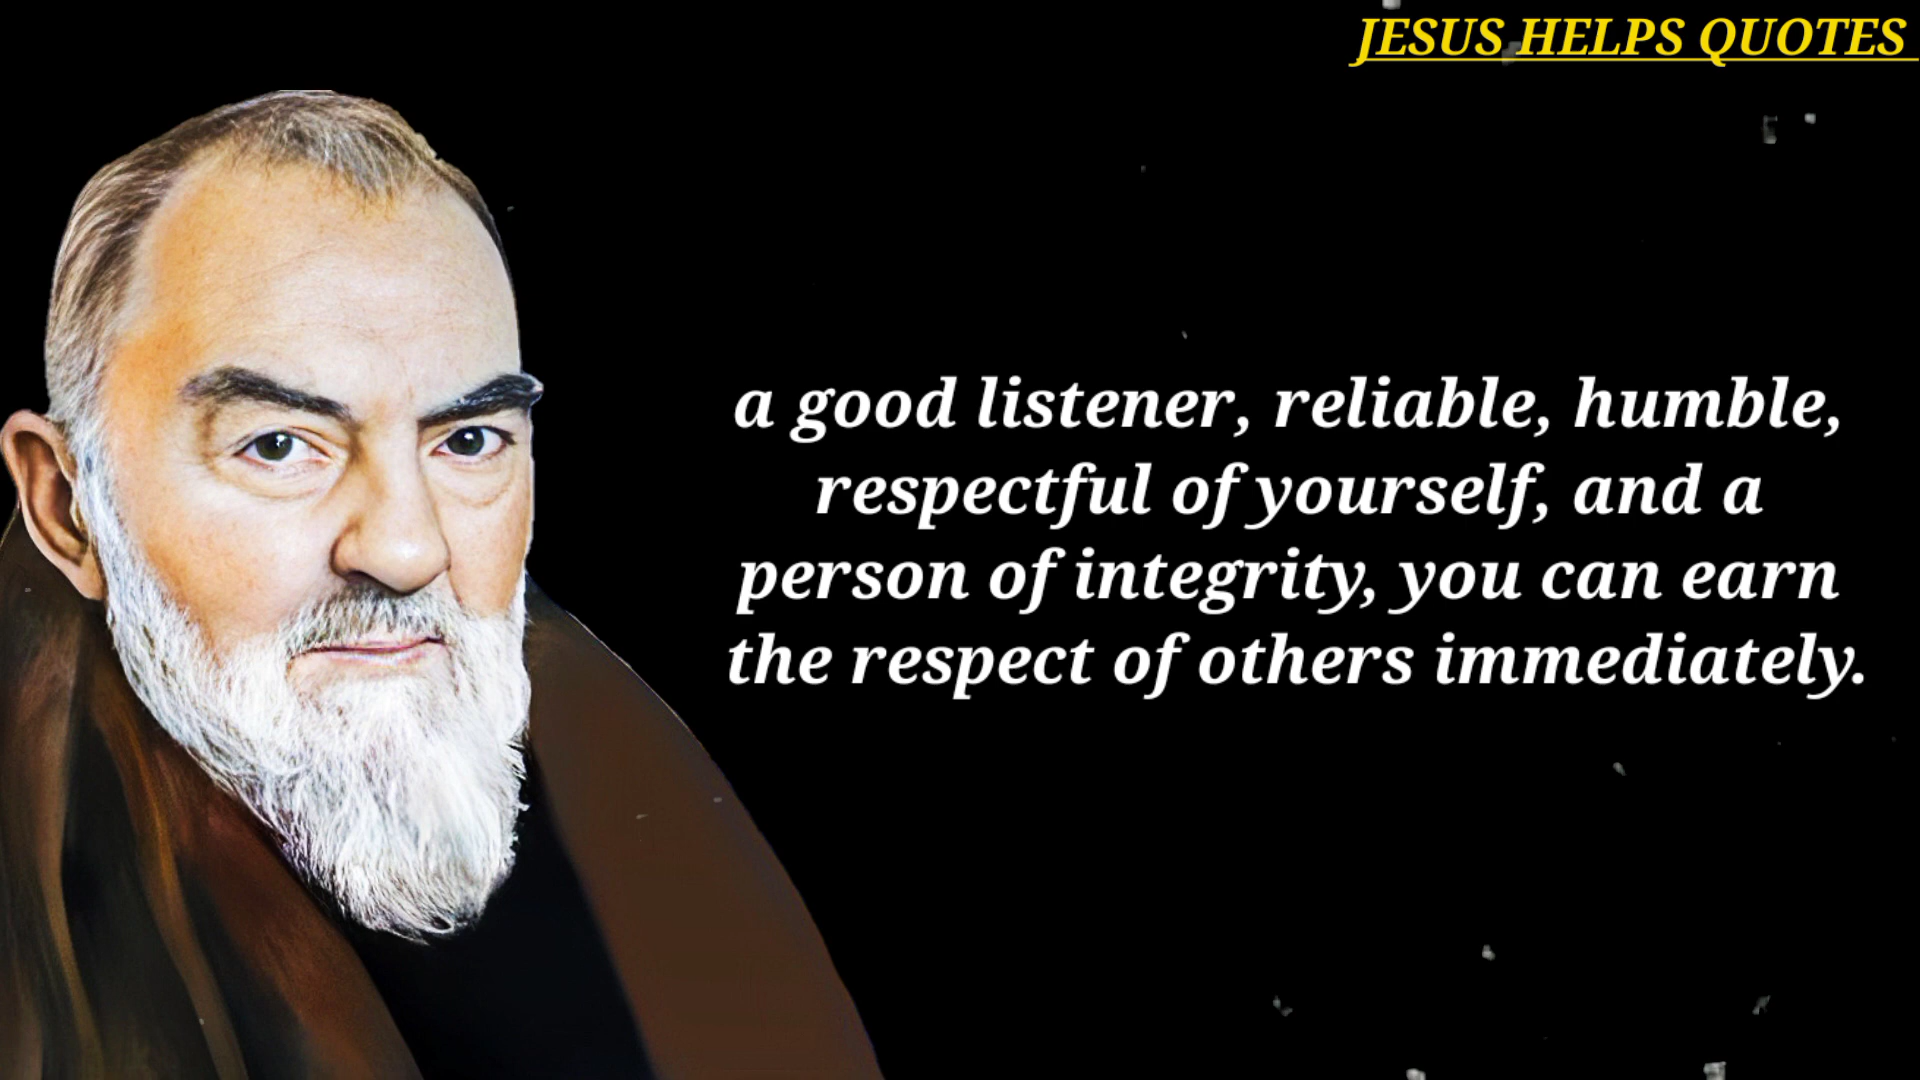 JESUS HELPS QUOTES
a good listener, reliable, humble,
respectful of yourself, and a
person of integrity, you can earn
the respect of others immediately.